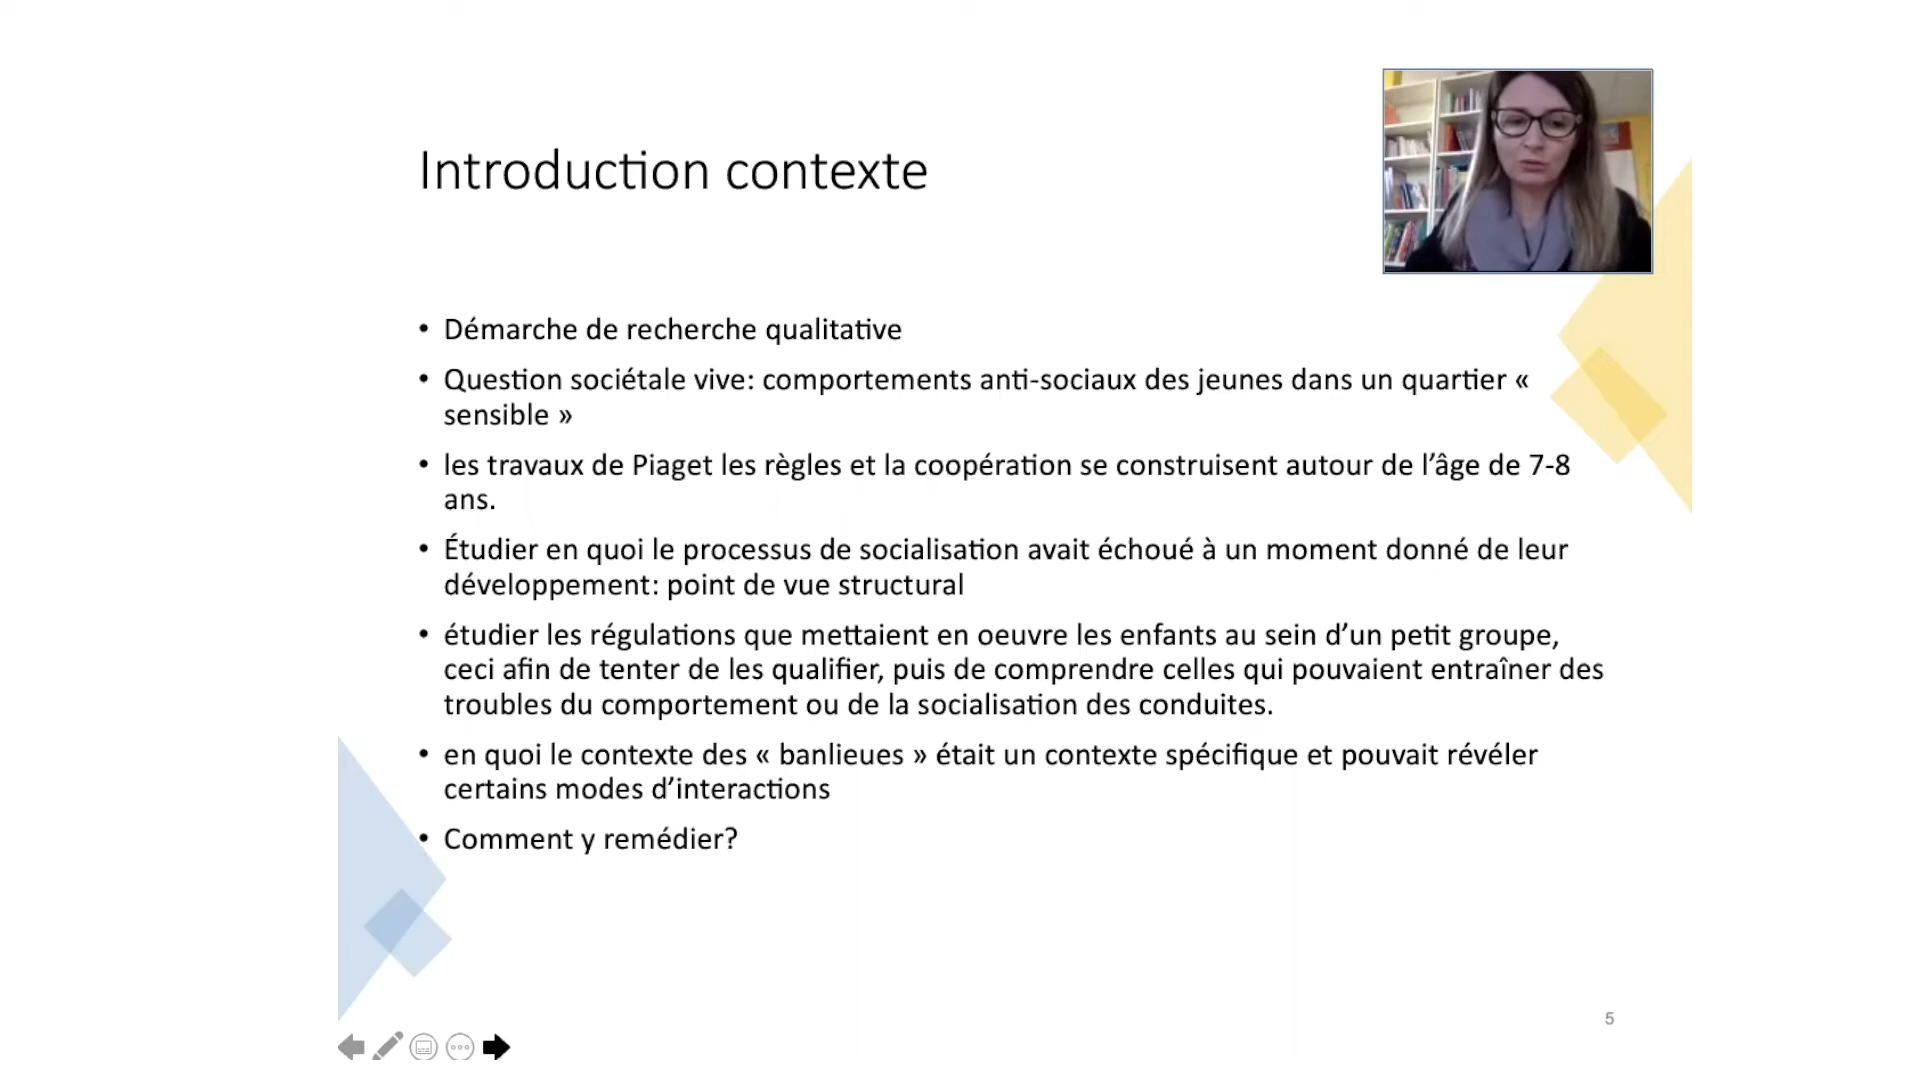 Introduction contexte
• Démarche de recherche qualitative
• Question sociétale vive: comportements anti-sociaux des jeunes dans un quartier «
sensible »
• les travaux de Piaget les règles et la coopération se construisent autour de l’âge de 7-8
ans.
• Étudier en quoi le processus de socialisation avait échoué à un moment donné de leur
développement: point de vue structural
• étudier les régulations que mettaient en oeuvre les enfants au sein d’un petit groupe,
ceci afin de tenter de les qualifier, puis de comprendre celles qui pouvaient entraîner des
troubles du comportement ou de la socialisation des conduites.
• en quoi le contexte des « banlieues » était un contexte spécifique et pouvait révéler
certains modes d’interactions
• Comment y remédier?
5